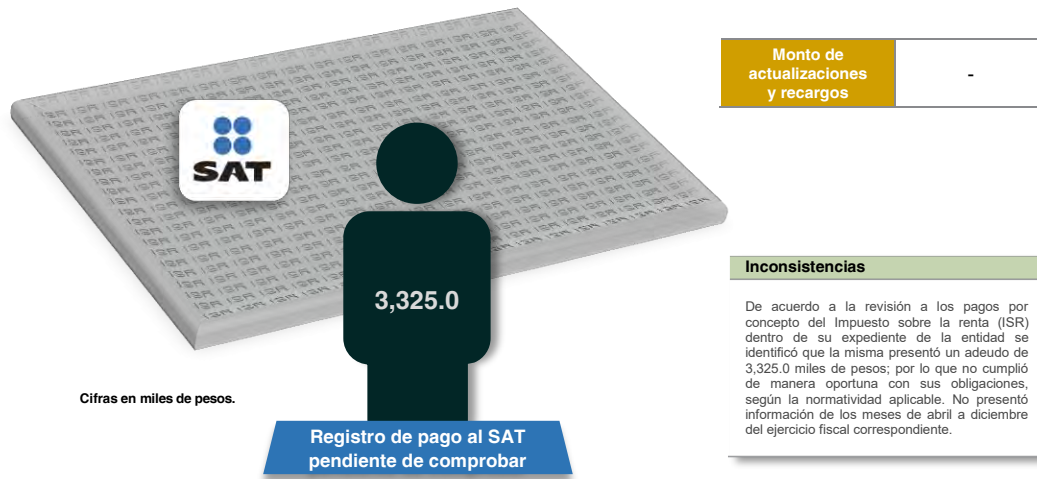 SAT
3,325.0
Cifras en miles de pesos.
Registro de pago al SAT
pendiente de comprobar
Monto de
actualizaciones
y recargos
-
Inconsistencias
De acuerdo a la revisión a los pagos por
concepto del Impuesto sobre la renta (ISR)
dentro de su expediente de la entidad se
identificó que la misma presentó un adeudo de
3,325.0 miles de pesos; por lo que no cumplió
de manera oportuna con sus obligaciones,
según la normatividad aplicable. No presentó
información de los meses de abril a diciembre
del ejercicio fiscal correspondiente.